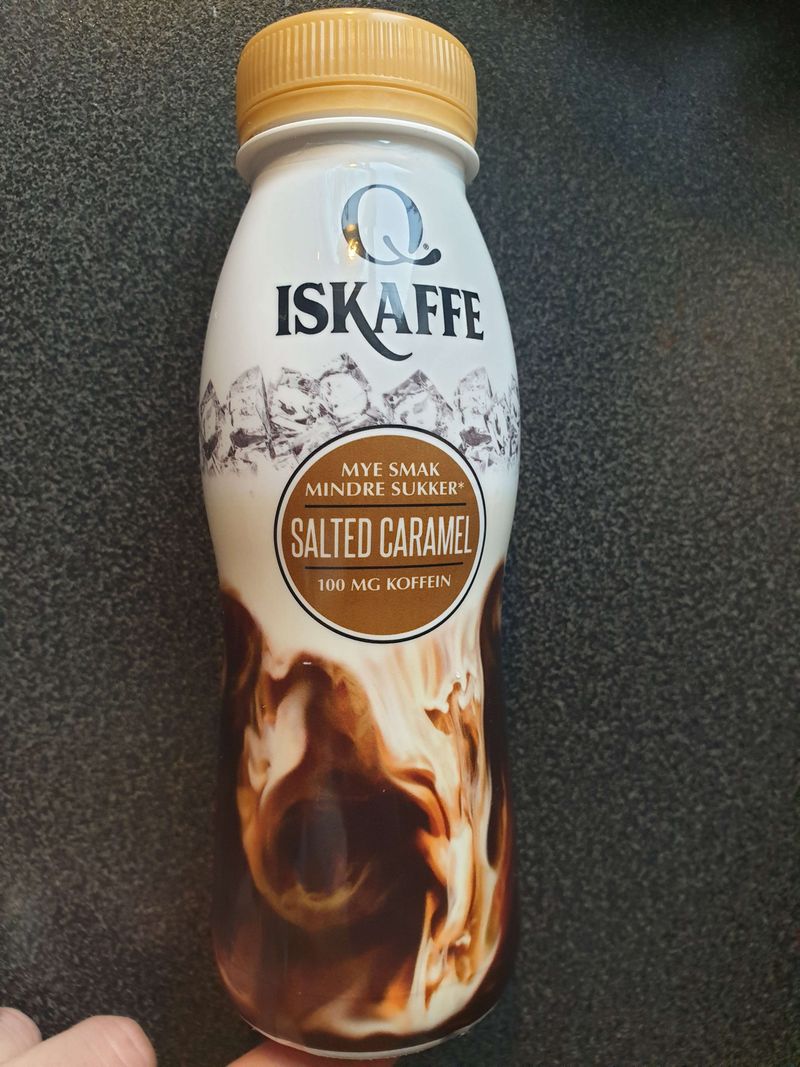 Q®
ISKAFFE
MYE SMAK
MINDRE SUKKER*
SALTED CARAMEL
100 MG KOFFEIN